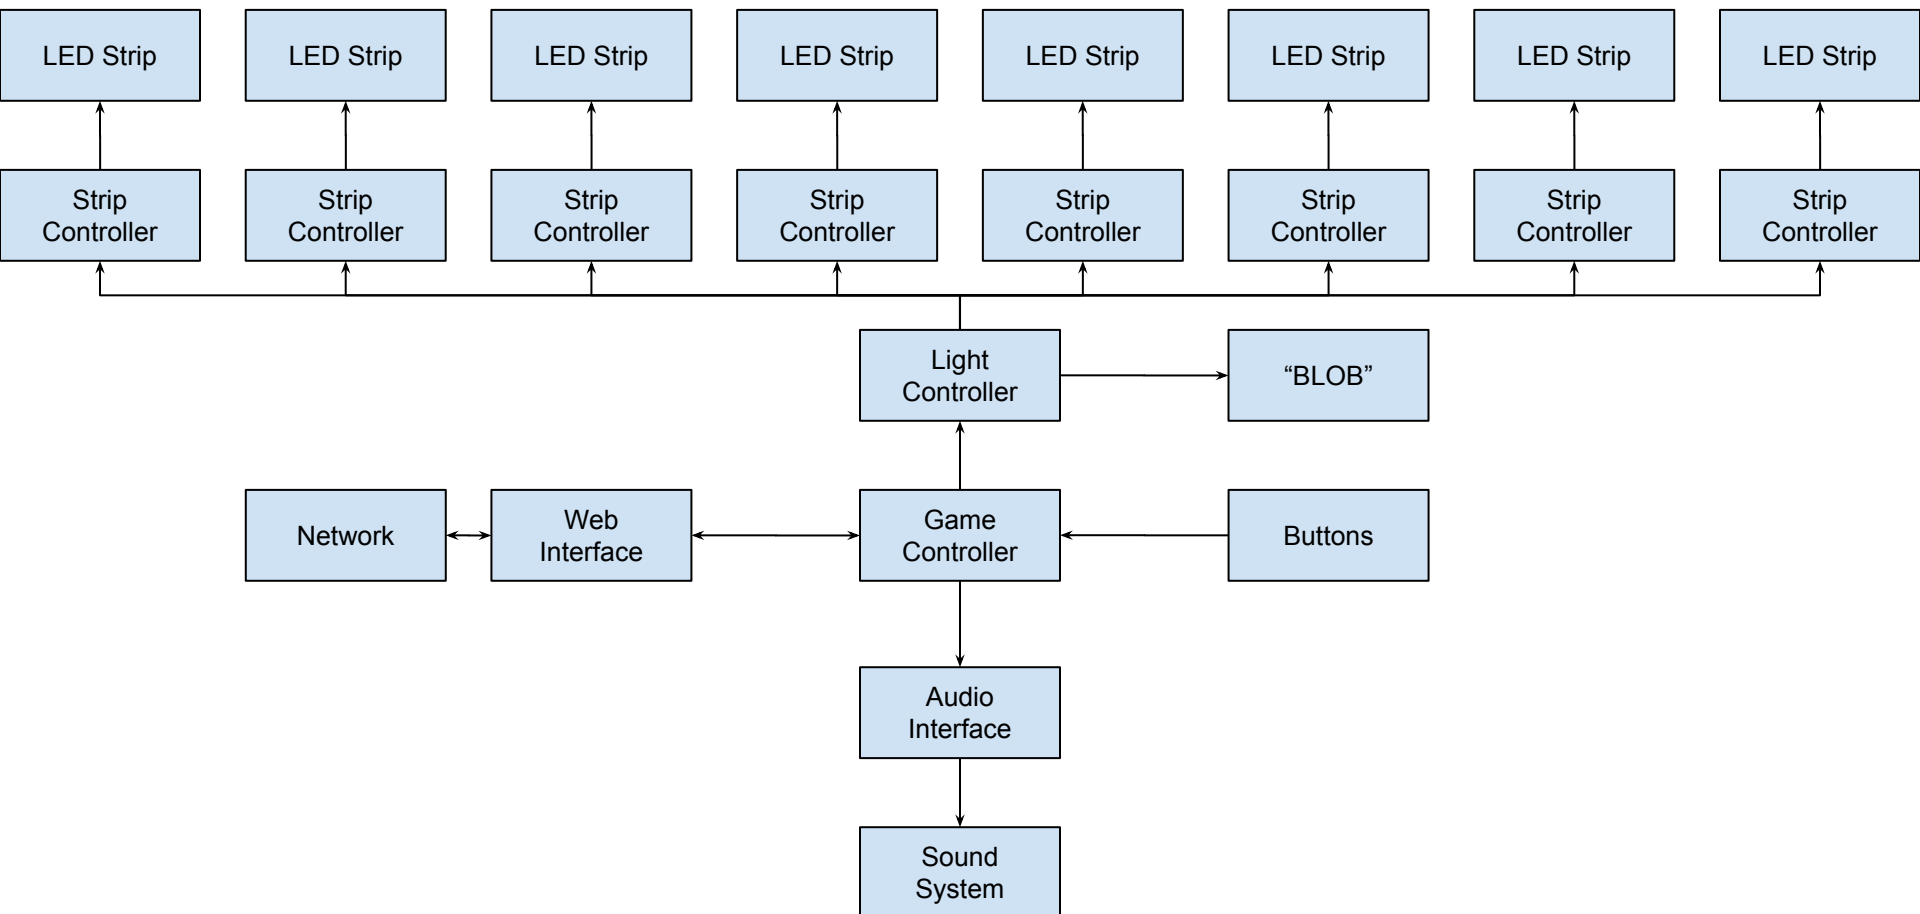 LED Strip
LED Strip
LED Strip
LED Strip
LED Strip
LED Strip
LED Strip
LED Strip
Strip
Controller
Strip
Controller
Strip
Controller
Strip
Controller
Strip
Controller
Strip
Controller
Strip
Controller
Strip
Controller
Light
Controller
“BLOB”
Network
Web
Interface
Game
Controller
Buttons
Audio
Interface
Sound
System